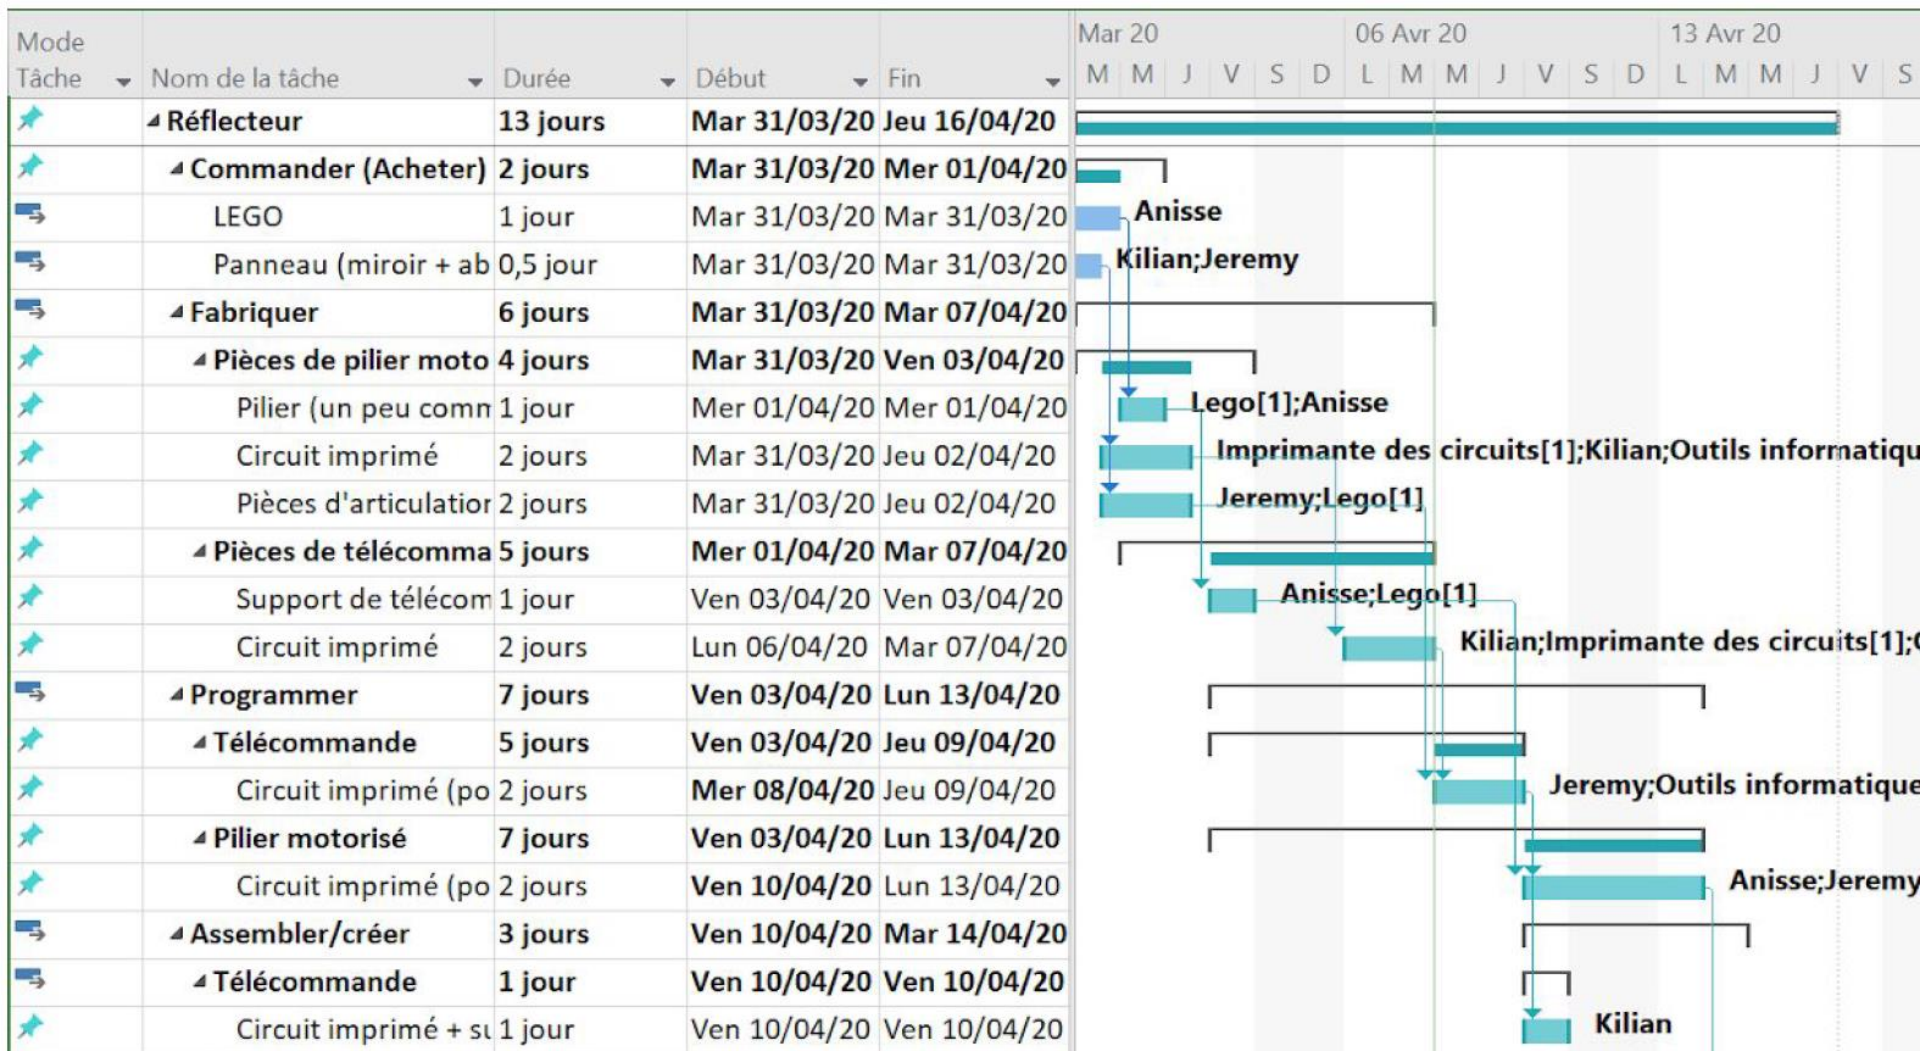 Mode Tâche Nom de la tâche Durée Début Fin
Mar 20 06 Avr 20 13 Avr 20
M M J V S D L M M J V S D L M M J V S
Réflecteur 13 jours Mar 31/03/20 Jeu 16/04/20
Commander (Acheter) 2 jours Mar 31/03/20 Mer 01/04/20
LEGO 1 jour Mar 31/03/20 Mar 31/03/20 Anisse
Panneau (miroir + ab 0,5 jour Mar 31/03/20 Mar 31/03/20 Kilian;Jeremy
Fabriquer 6 jours Mar 31/03/20 Mar 07/04/20
Pièces de pilier moto 4 jours Mar 31/03/20 Ven 03/04/20
Pilier (un peu comm 1 jour Mer 01/04/20 Mer 01/04/20 Lego[1];Anisse
Circuit imprimé 2 jours Mar 31/03/20 Jeu 02/04/20 Imprimante des circuits[1];Kilian;Outils informatiqu
Pièces d'articulation 2 jours Mar 31/03/20 Jeu 02/04/20 Jeremy;Lego[1]
Pièces de télécomma 5 jours Mer 01/04/20 Mar 07/04/20
Support de télécom 1 jour Ven 03/04/20 Ven 03/04/20 Anisse;Lego[1]
Circuit imprimé 2 jours Lun 06/04/20 Mar 07/04/20 Kilian;Imprimante des circuits[1];
Programmer 7 jours Ven 03/04/20 Lun 13/04/20
Télécommande 5 jours Ven 03/04/20 Jeu 09/04/20
Circuit imprimé (po 2 jours Mer 08/04/20 Jeu 09/04/20 Jeremy;Outils informatique
Pilier motorisé 7 jours Ven 03/04/20 Lun 13/04/20
Circuit imprimé (po 2 jours Ven 10/04/20 Lun 13/04/20 Anisse;Jeremy
Assembler/créer 3 jours Ven 10/04/20 Mar 14/04/20
Télécommande 1 jour Ven 10/04/20 Ven 10/04/20
Circuit imprimé + su 1 jour Ven 10/04/20 Ven 10/04/20 Kilian